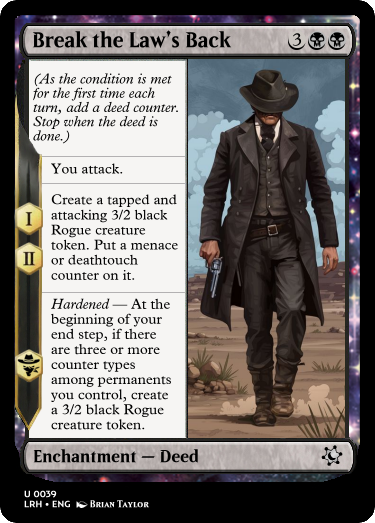 Break the Law's Back 3
(As the condition is met
for the first time each
turn, add a deed counter.
Stop when the deed is
done.)
You attack.
I
Create a tapped and
attacking 3/2 black
Rogue creature
II
token. Put a menace
or deathtouch
counter on it.
Hardened — At the
beginning of your
end step, if there
are three or more
counter types
among permanents
you control, create
a 3/2 black Rogue
creature token.
Enchantment — Deed
U 0039
LRH • ENG Brian Taylor